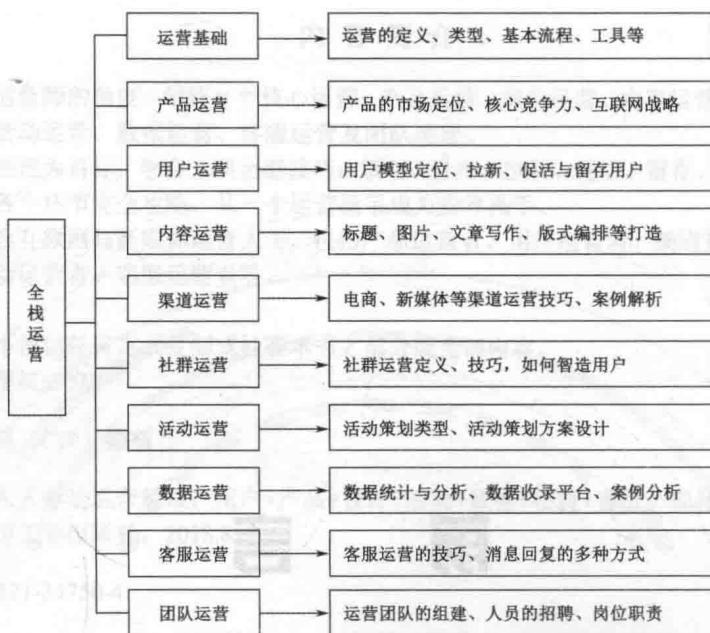 运营基础 运营的定义、类型、基本流程、工具等
产品运营 产品的市场定位、核心竞争力、互联网战略
用户运营 用户模型定位、拉新、促活与留存用户
内容运营 标题、图片、文章写作、版式编排等打造
全栈运营
渠道运营 电商、新媒体等渠道运营技巧、案例解析
社群运营 社群运营定义、技巧，如何智造用户
活动运营 活动策划类型、活动策划方案设计
数据运营 数据统计与分析、数据收录平台、案例分析
客服运营 客服运营的技巧、消息回复的多种方式
团队运营 运营团队的组建、人员的招聘、岗位职责